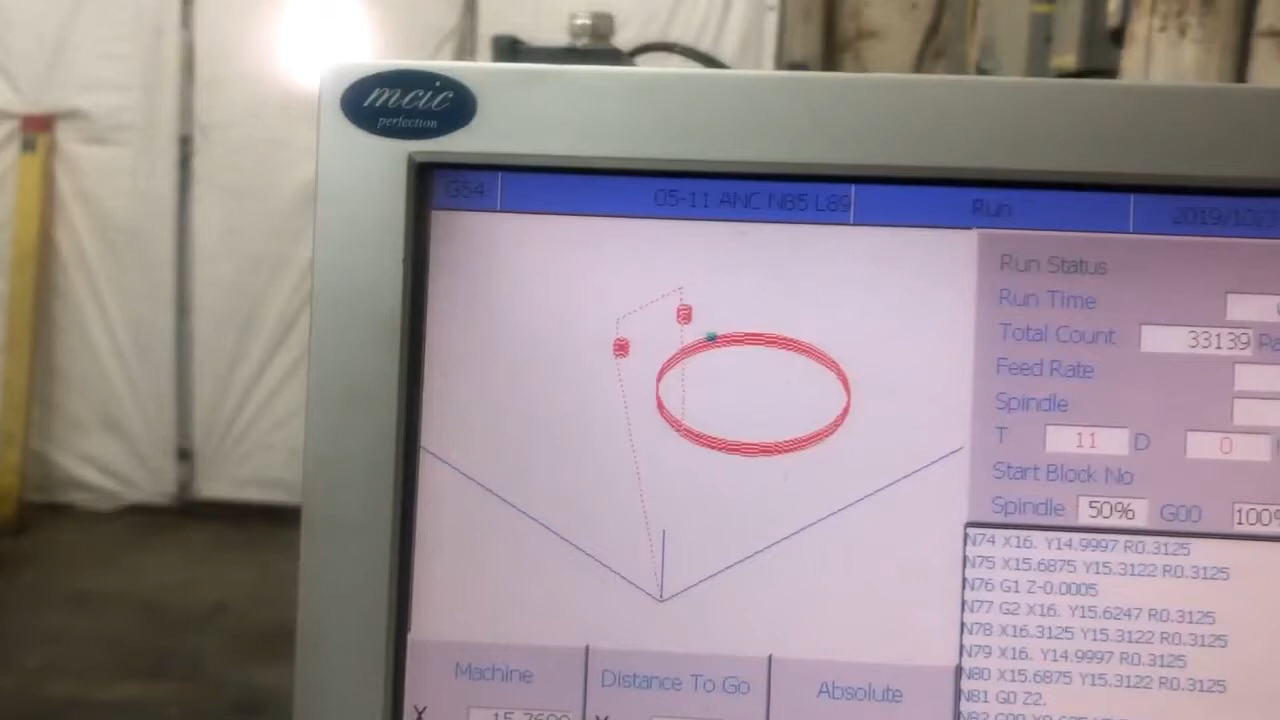 mcic
perfection
G54 05-11 ANC N85 L89 Run
Run Status
Run Time
Total Count 33139
Feed Rate
Spindle
T 11 D 0
Start Block No
Spindle 50% G00 100%
N74 X16. Y14.9997 R0.3125
N75 X15.6875 Y15.3122 R0.3125
N76 G1 Z-0.0005
N77 G2 X16. Y15.6247 R0.3125
N78 X16.3125 Y15.3122 R0.3125
N79 X16. Y14.9997 R0.3125
N80 X15.6875 Y15.3122 R0.3125
N81 G0 Z2.
Machine Distance To Go Absolute
X